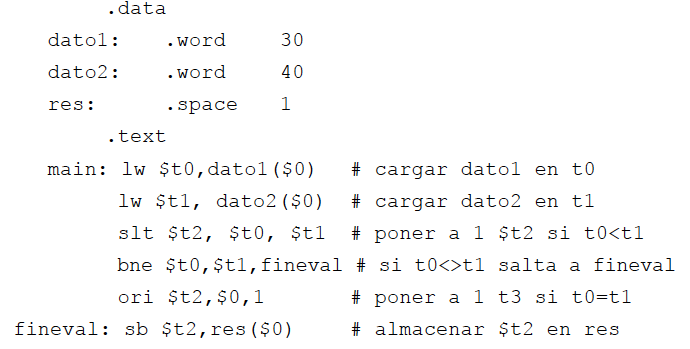 .data
dato1: .word 30
dato2: .word 40
res: .space 1
.text
main: lw $t0,dato1($0) # cargar dato1 en t0
lw $t1, dato2($0) # cargar dato2 en t1
slt $t2, $t0, $t1 # poner a 1 $t2 si t0<t1
bne $t0,$t1,fineval # si t0<>t1 salta a fineval
ori $t2,$0,1 # poner a 1 t3 si t0=t1
fineval: sb $t2,res($0) # almacenar $t2 en res